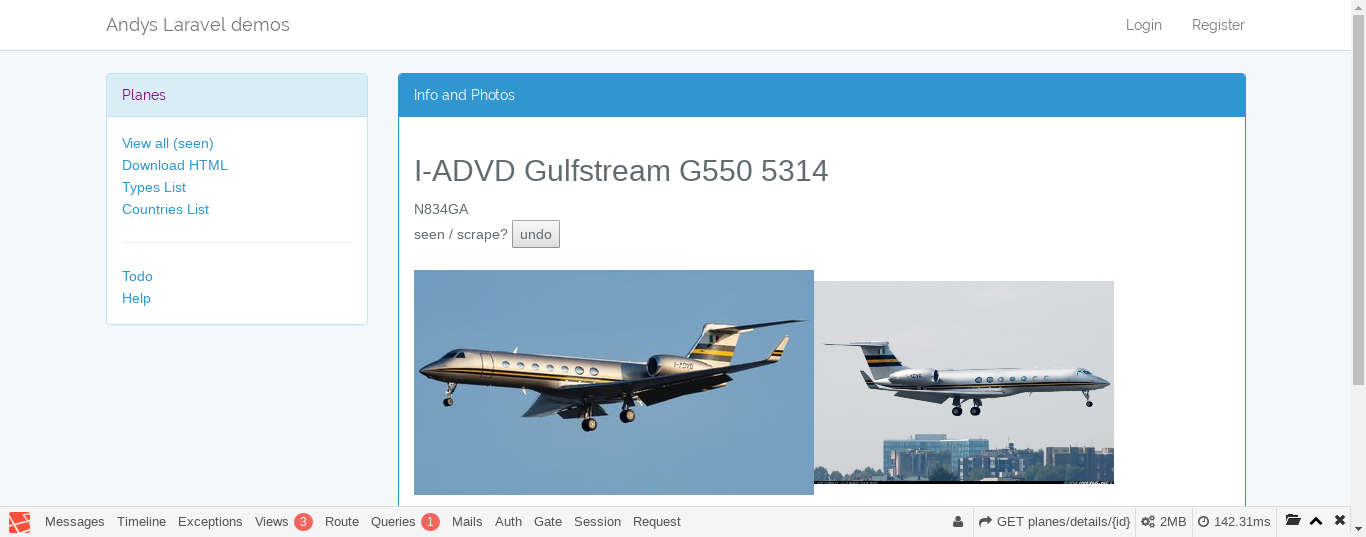 Andys Laravel demos
Login
Register
Planes
View all (seen)
Download HTML
Types List
Countries List
Todo
Help
Info and Photos
I-ADVD Gulfstream G550 5314
N834GA
seen / scrape? undo
I-ADVD
I-ADVD
Messages Timeline Exceptions Views 3 Route Queries 1 Mails Auth Gate Session Request
GET planes/details/{id} 2MB 142.31ms